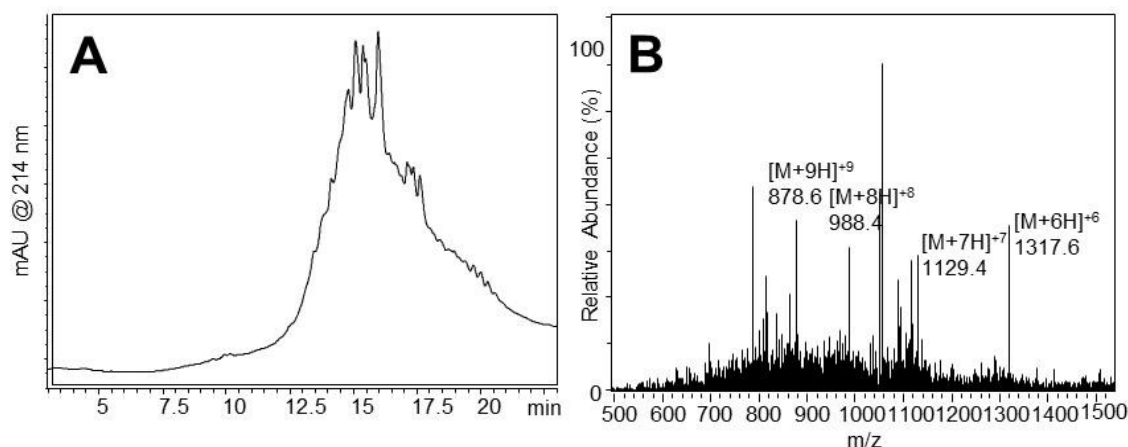 A
mAU @ 214 nm
5 7.5 10 12.5 15 17.5 20 min
B
Relative Abundance (%)
100
0
[M+9H]+9
878.6
[M+8H]+8
988.4
[M+7H]+7
1129.4
[M+6H]+6
1317.6
500 600 700 800 900 1000 1100 1200 1300 1400 1500
m/z